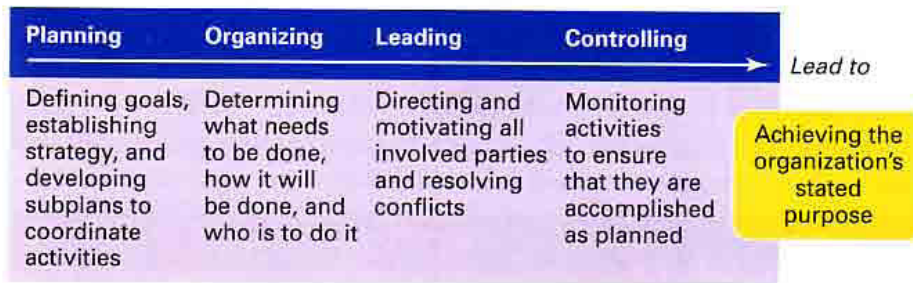 Planning
Organizing
Leading
Controlling
Lead to
Defining goals,
establishing
strategy, and
developing
subplans to
coordinate
activities
Determining
what needs
to be done,
how it will
be done, and
who is to do it
Directing and
motivating all
involved parties
and resolving
conflicts
Monitoring
activities
to ensure
that they are
accomplished
as planned
Achieving the
organization's
stated
purpose